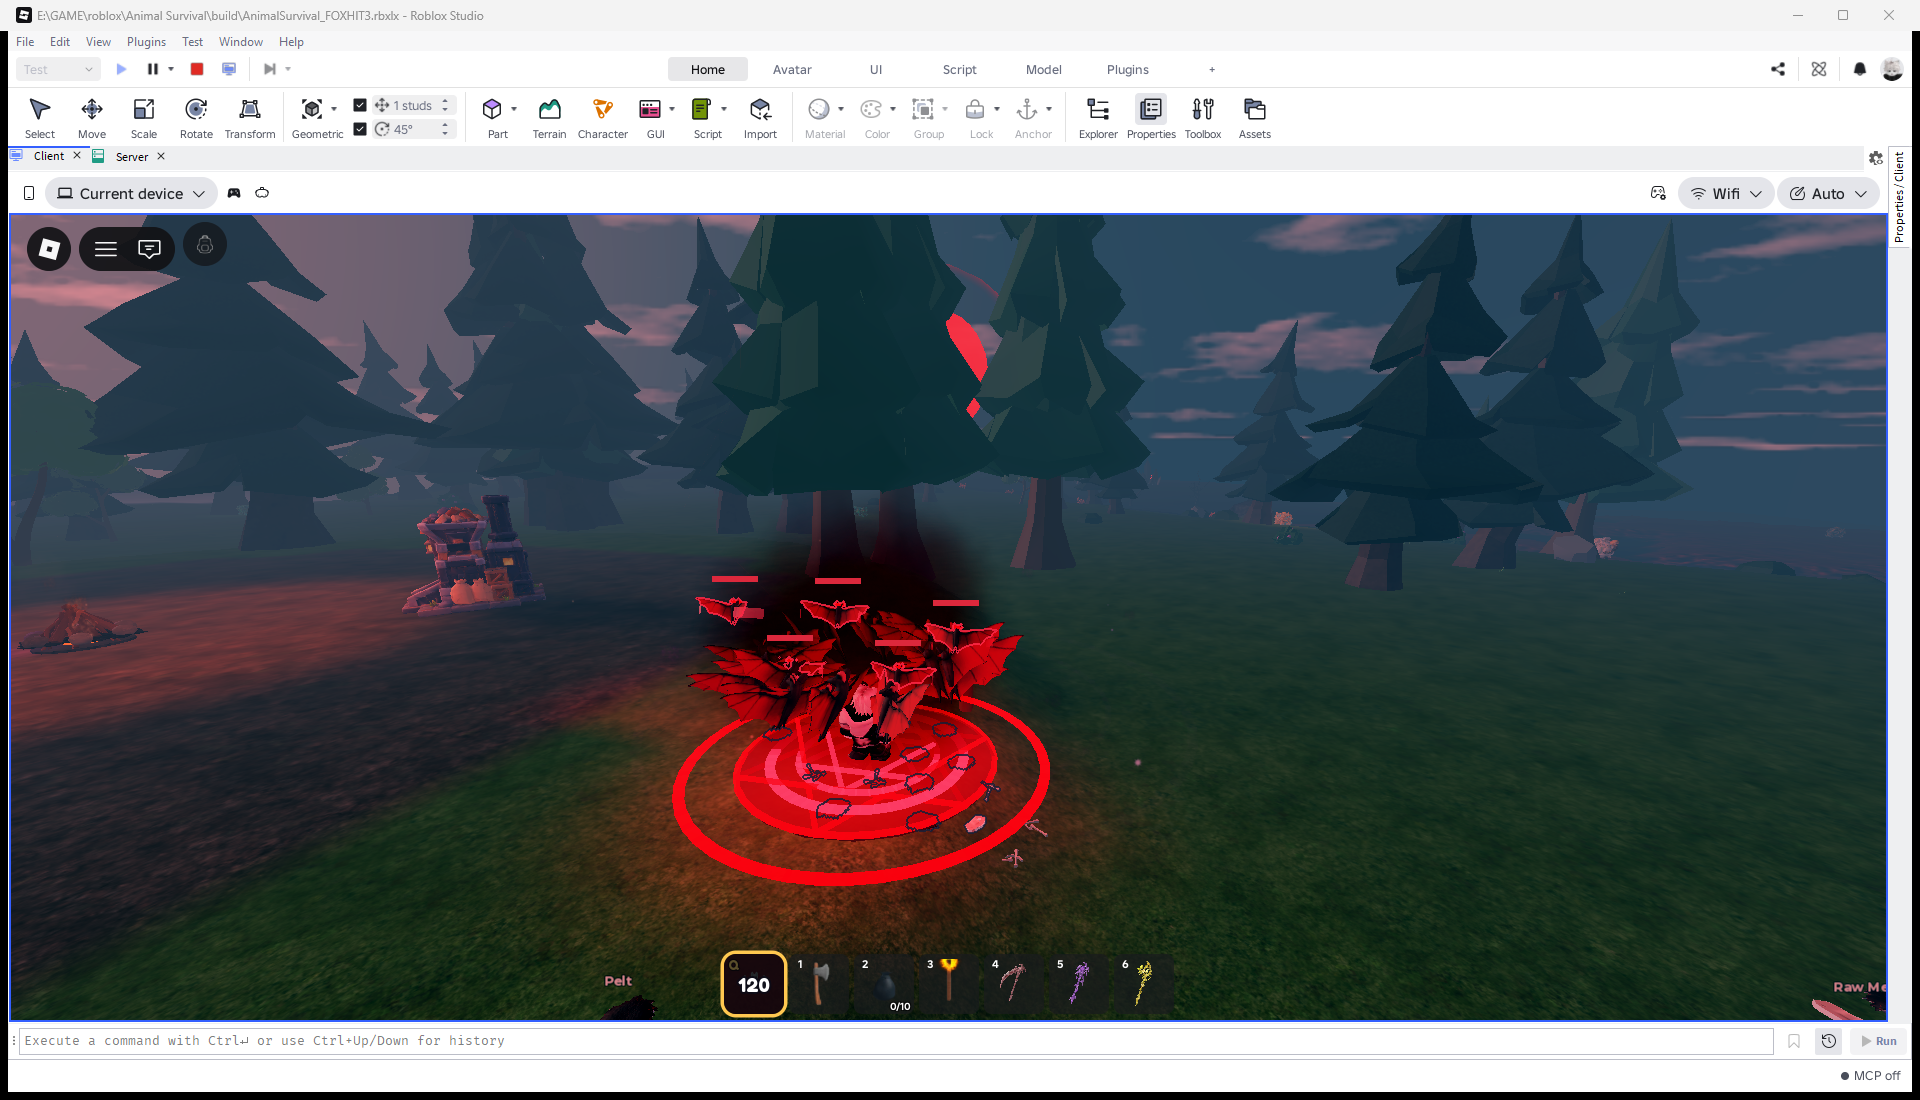 E:\GAME\roblox\Animal Survival\build\AnimalSurvival_FOXHIT3.rbxlx - Roblox Studio
File Edit View Plugins Test Window Help
Test
Home Avatar UI Script Model Plugins +
1 studs
45°
Select Move Scale Rotate Transform Geometric Part Terrain Character GUI Script Import Material Color Group Lock Anchor Explorer Properties Toolbox Assets
Client Server
Properties / Client
Current device
Wifi
Auto
Pelt
Q
120
1
2
0/10
3
4
5
6
Raw Me
Execute a command with Ctrl↵ or use Ctrl+Up/Down for history
Run
MCP off